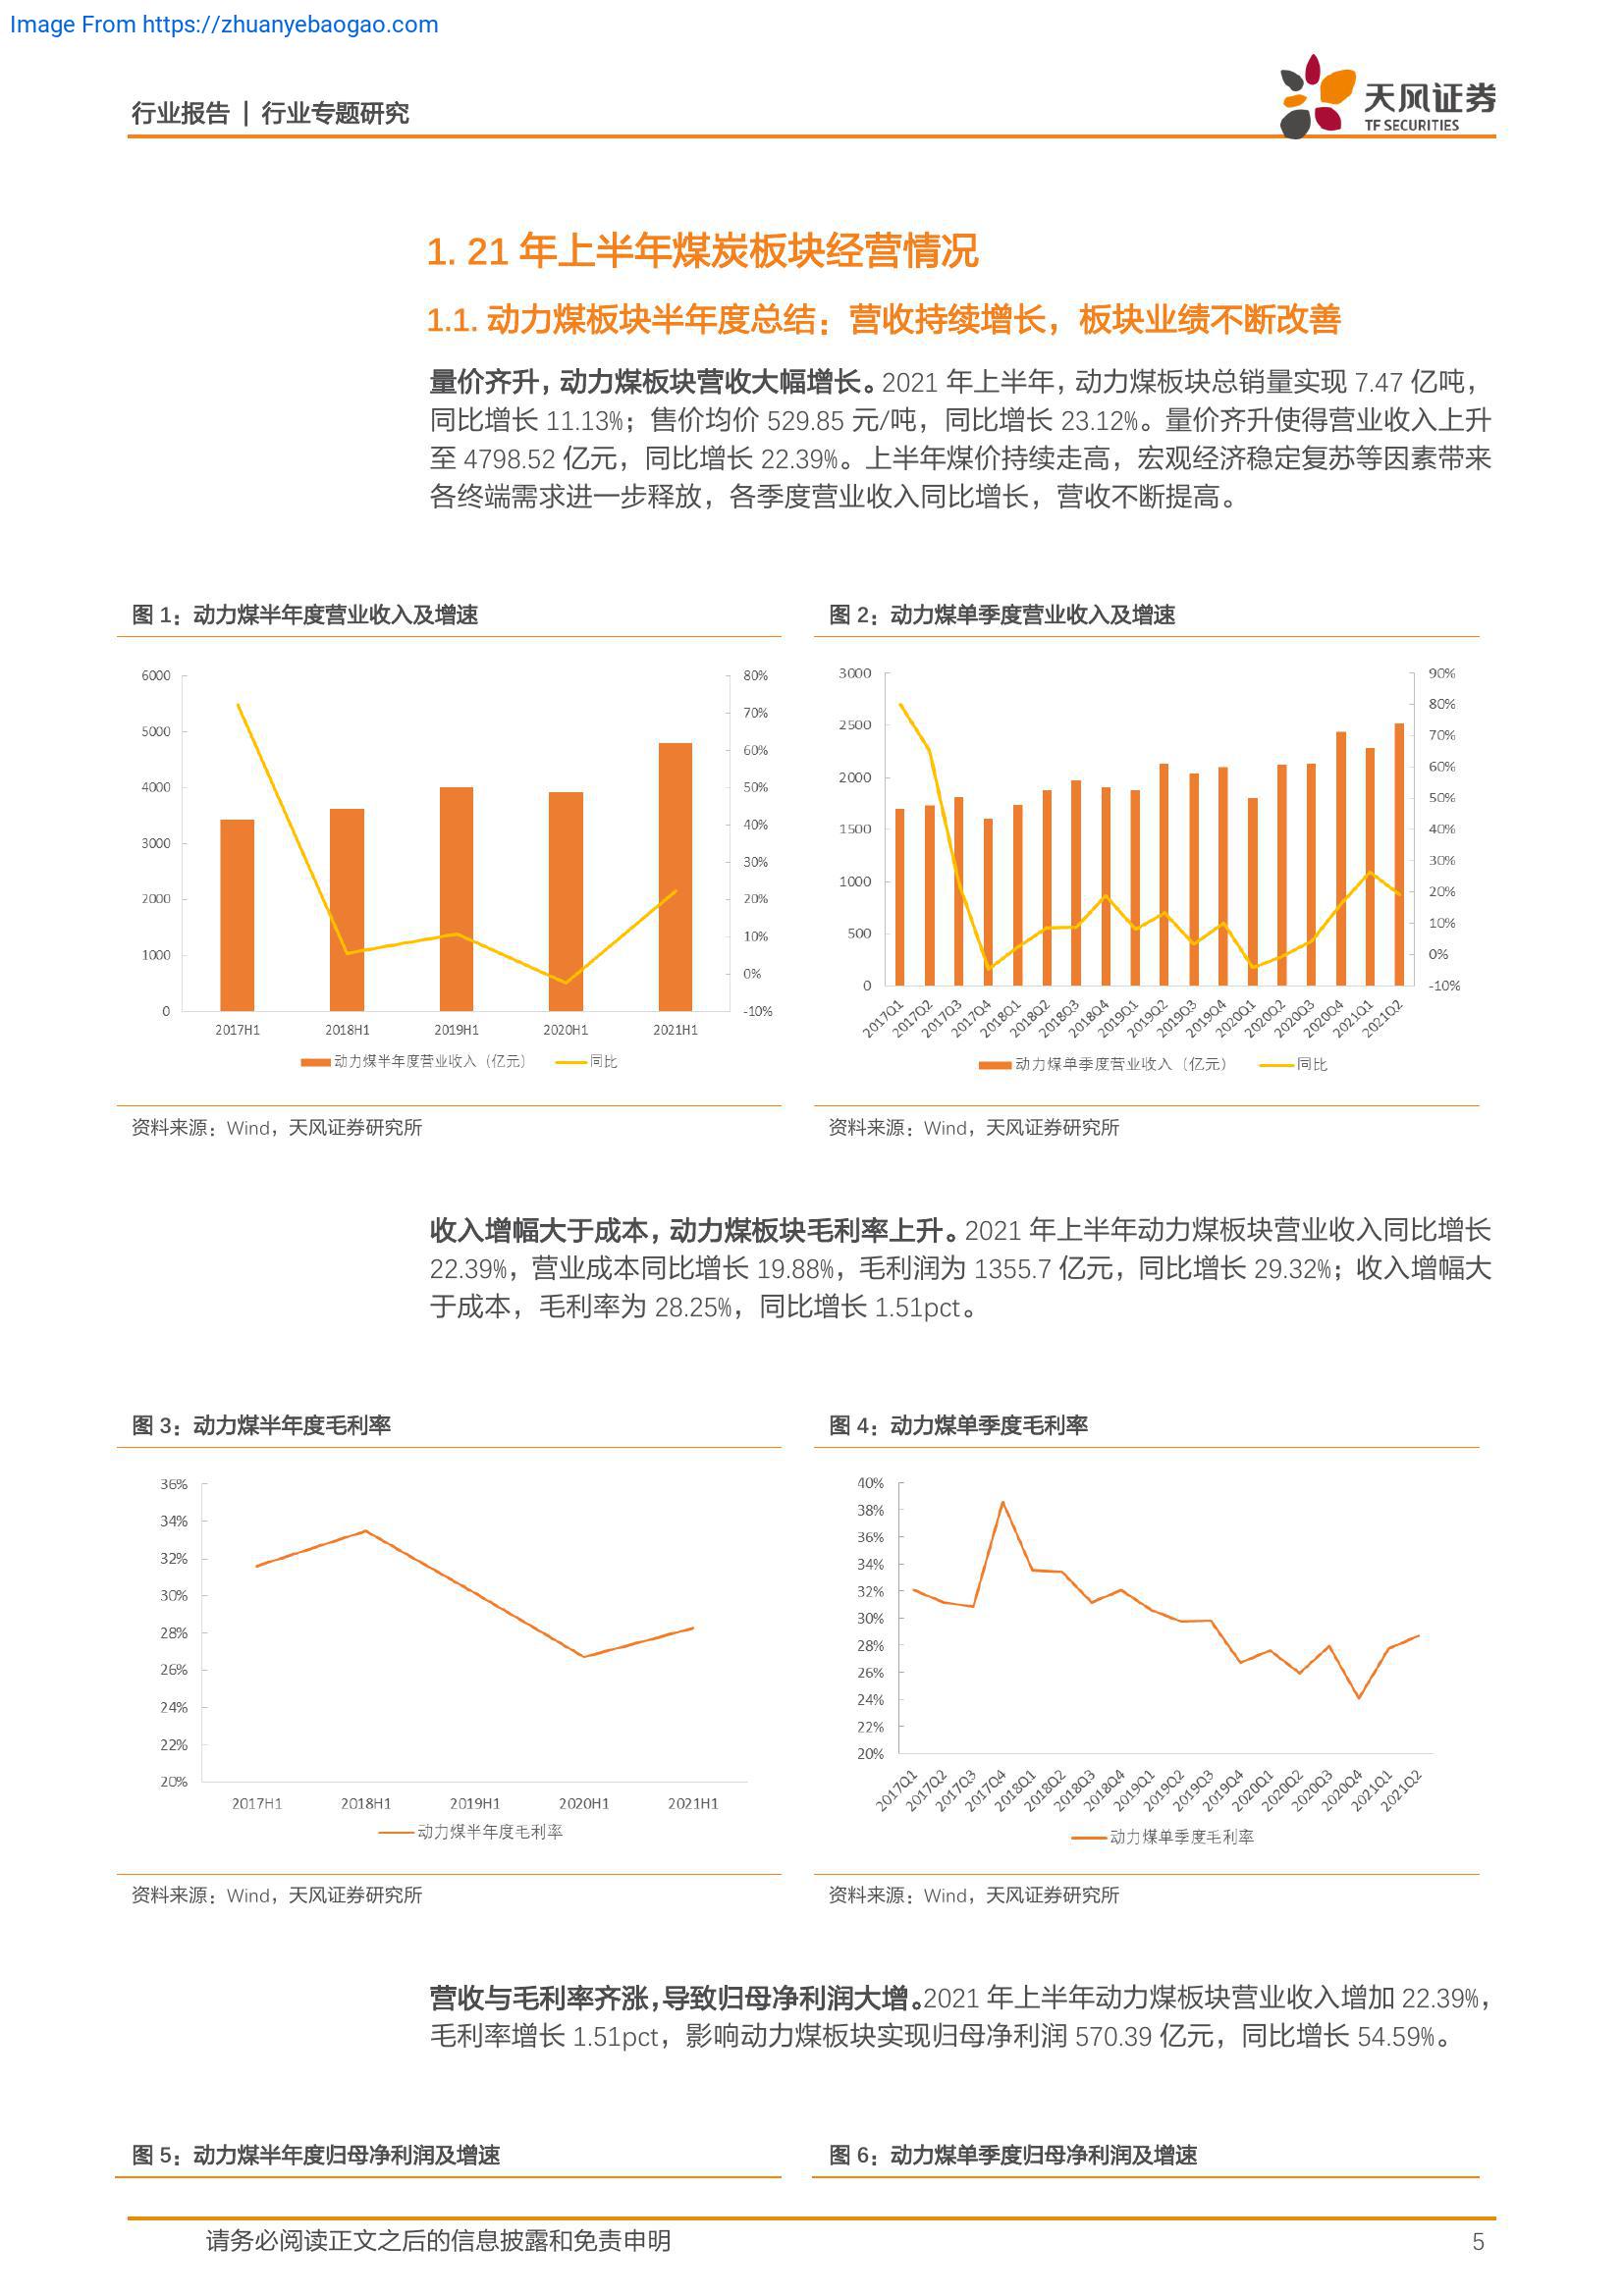 Image From https://zhuanyebaogao.com
行业报告 | 行业专题研究
天风证券
TF SECURITIES
1. 21 年上半年煤炭板块经营情况
1.1. 动力煤板块半年度总结：营收持续增长，板块业绩不断改善
量价齐升，动力煤板块营收大幅增长。2021 年上半年，动力煤板块总销量实现 7.47 亿吨，
同比增长 11.13%；售价均价 529.85 元/吨，同比增长 23.12%。量价齐升使得营业收入上升
至 4798.52 亿元，同比增长 22.39%。上半年煤价持续走高，宏观经济稳定复苏等因素带来
各终端需求进一步释放，各季度营业收入同比增长，营收不断提高。
图 1：动力煤半年度营业收入及增速
6000
5000
4000
3000
2000
1000
0
80%
70%
60%
50%
40%
30%
20%
10%
0%
-10%
2017H1 2018H1 2019H1 2020H1 2021H1
动力煤半年度营业收入（亿元） 同比
资料来源：Wind，天风证券研究所
图 2：动力煤单季度营业收入及增速
3000
2500
2000
1500
1000
500
0
90%
80%
70%
60%
50%
40%
30%
20%
10%
0%
-10%
2017Q1 2017Q2 2017Q3 2017Q4 2018Q1 2018Q2 2018Q3 2018Q4 2019Q1 2019Q2 2019Q3 2019Q4 2020Q1 2020Q2 2020Q3 2020Q4 2021Q1 2021Q2
动力煤单季度营业收入（亿元） 同比
资料来源：Wind，天风证券研究所
收入增幅大于成本，动力煤板块毛利率上升。2021 年上半年动力煤板块营业收入同比增长
22.39%，营业成本同比增长 19.88%，毛利润为 1355.7 亿元，同比增长 29.32%；收入增幅大
于成本，毛利率为 28.25%，同比增长 1.51pct。
图 3：动力煤半年度毛利率
36%
34%
32%
30%
28%
26%
24%
22%
20%
2017H1 2018H1 2019H1 2020H1 2021H1
动力煤半年度毛利率
资料来源：Wind，天风证券研究所
图 4：动力煤单季度毛利率
40%
38%
36%
34%
32%
30%
28%
26%
24%
22%
20%
2017Q1 2017Q2 2017Q3 2017Q4 2018Q1 2018Q2 2018Q3 2018Q4 2019Q1 2019Q2 2019Q3 2019Q4 2020Q1 2020Q2 2020Q3 2020Q4 2021Q1 2021Q2
动力煤单季度毛利率
资料来源：Wind，天风证券研究所
营收与毛利率齐涨，导致归母净利润大增。2021 年上半年动力煤板块营业收入增加 22.39%，
毛利率增长 1.51pct，影响动力煤板块实现归母净利润 570.39 亿元，同比增长 54.59%。
图 5：动力煤半年度归母净利润及增速
图 6：动力煤单季度归母净利润及增速
请务必阅读正文之后的信息披露和免责申明
5